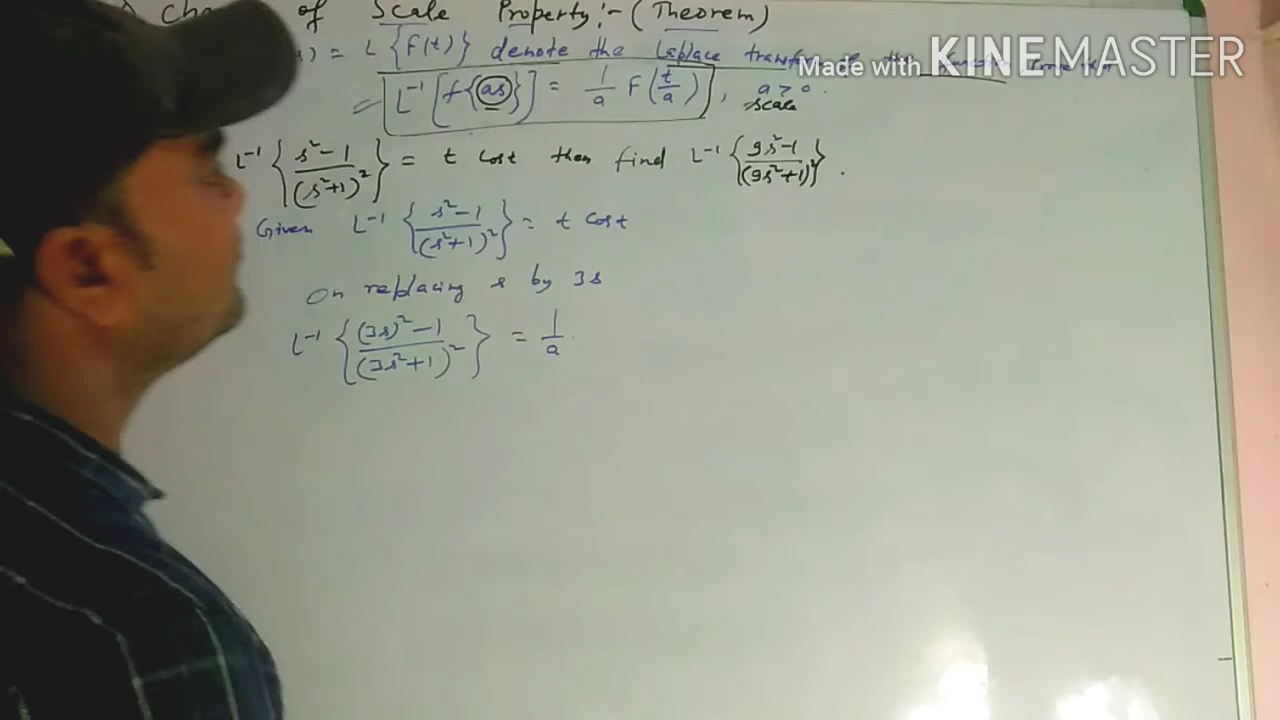 of Scale Property :- (Theorem)
) = L {F(t)} denote the Laplace
Made with KINEMASTER
⇒ L⁻¹ [f{as}] = 1/a F(t/a), a > 0.
scale
L⁻¹ {(s²-1)/(s²+1)²} = t cost then find L⁻¹ {(9s²-1)/(9s²+1)²}.
Given L⁻¹ {(s²-1)/(s²+1)²} = t cost
On replacing s by 3s
L⁻¹ {((3s)²-1)/(3s²+1)²} = 1/a